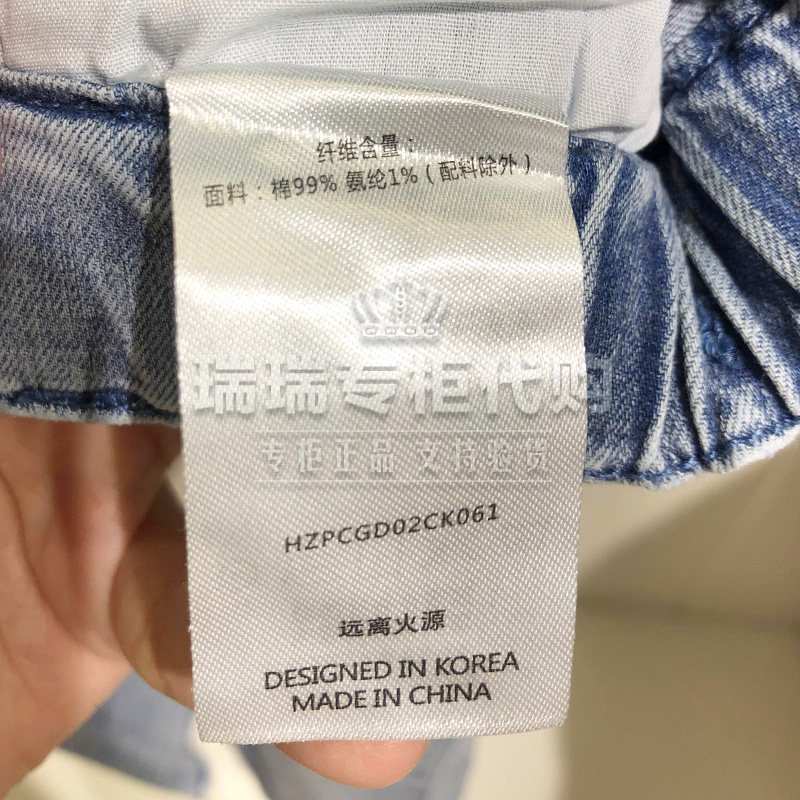 纤维含量：
面料：棉99% 氨纶1%（配料除外）
瑞瑞专柜代购
专柜正品 支持验货
HZPCGD02CK061
远离火源
DESIGNED IN KOREA
MADE IN CHINA